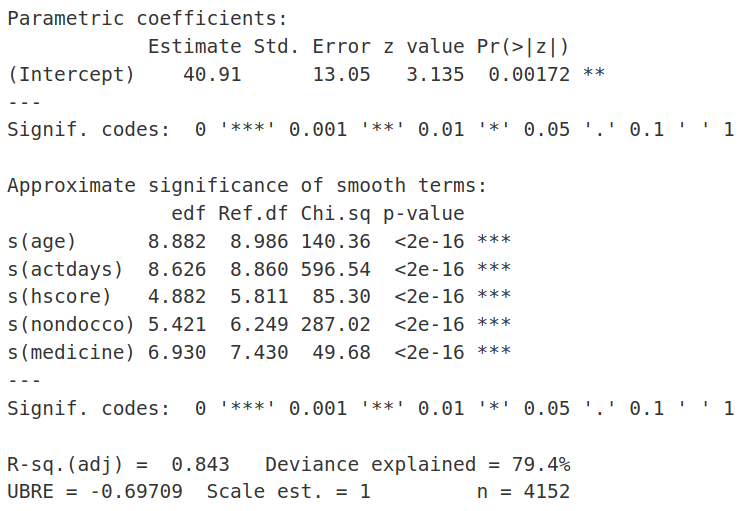 Parametric coefficients:
            Estimate Std. Error z value Pr(>|z|)
(Intercept)    40.91      13.05   3.135  0.00172 **
---
Signif. codes:  0 '***' 0.001 '**' 0.01 '*' 0.05 '.' 0.1 ' ' 1

Approximate significance of smooth terms:
              edf Ref.df Chi.sq p-value
s(age)      8.882  8.986 140.36  <2e-16 ***
s(actdays)  8.626  8.860 596.54  <2e-16 ***
s(hscore)   4.882  5.811  85.30  <2e-16 ***
s(nondocco) 5.421  6.249 287.02  <2e-16 ***
s(medicine) 6.930  7.430  49.68  <2e-16 ***
---
Signif. codes:  0 '***' 0.001 '**' 0.01 '*' 0.05 '.' 0.1 ' ' 1

R-sq.(adj) =  0.843   Deviance explained = 79.4%
UBRE = -0.69709  Scale est. = 1         n = 4152